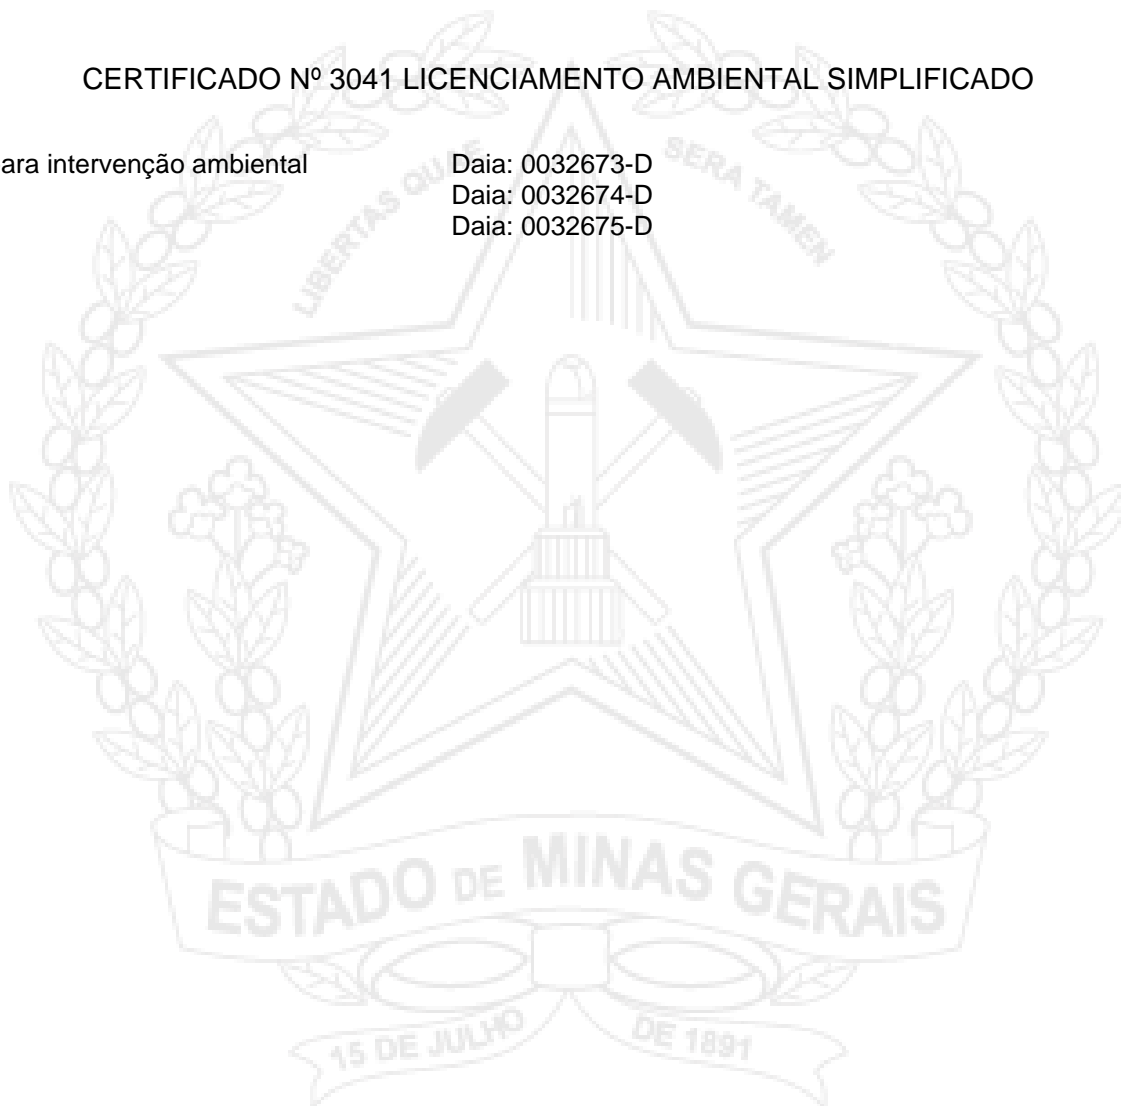 CERTIFICADO Nº 3041 LICENCIAMENTO AMBIENTAL SIMPLIFICADO
ara intervenção ambiental Daia: 0032673-D
Daia: 0032674-D
Daia: 0032675-D
LIBERTAS QUÆ SERA TAMEN
ESTADO DE MINAS GERAIS
15 DE JULHO DE 1891